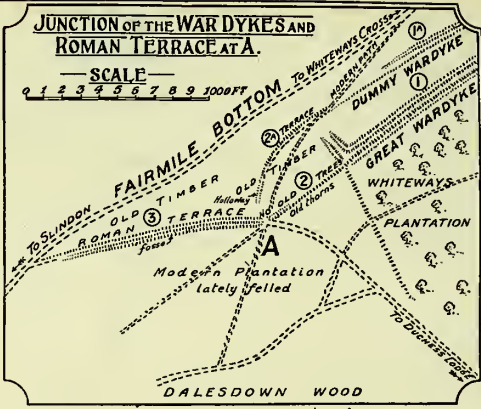 JUNCTION OF THE WAR DYKES AND
ROMAN TERRACE AT A.
— SCALE —
0 1 2 3 4 5 6 7 8 9 1000 FT
TO WHITEWAYS CROSS
FAIRMILE BOTTOM
MODERN PATH
1A
DUMMY WARDYKE
1
2A TERRACE
GREAT WARDYKE
OLD TIMBER
Holloway
OLD TIMBER
TO SLINDON
2
NO OLD TREES
Old thorns
WHITEWAYS
PLANTATION
3
ROMAN TERRACE
fosse
A
Modern Plantation
lately felled
TO DUCHESS LODGE
DALESDOWN WOOD